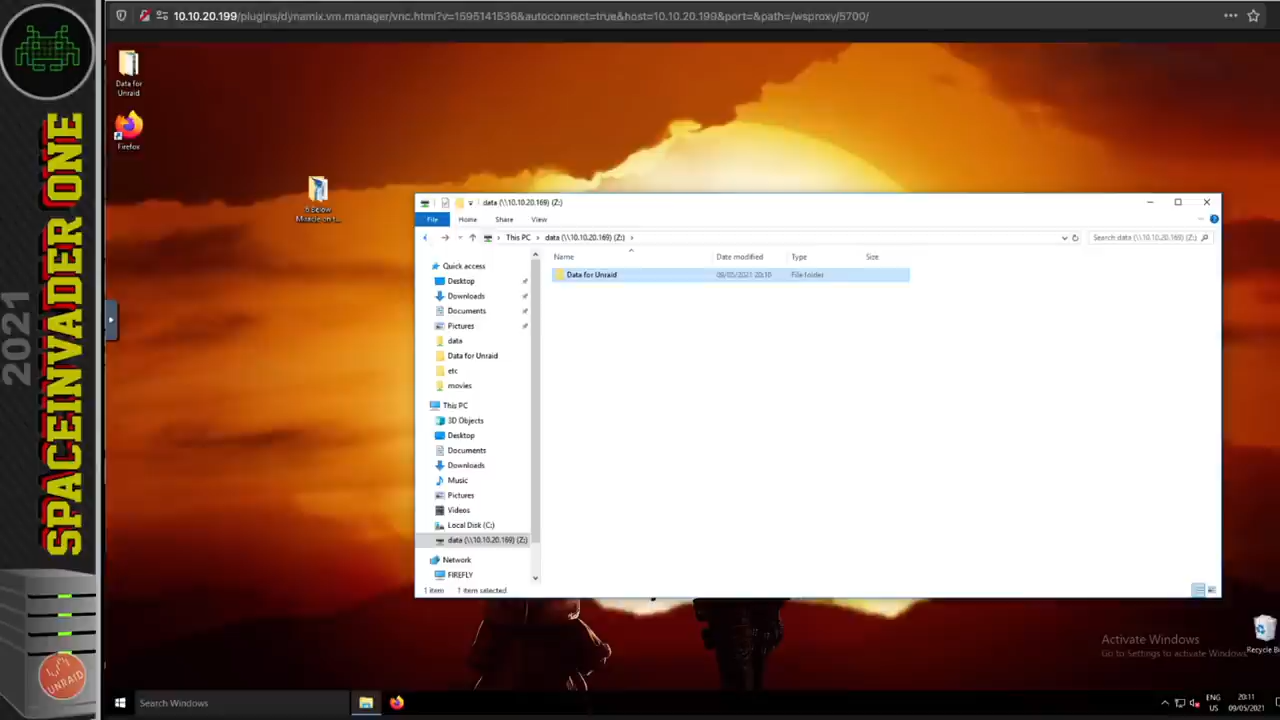 10.10.20.199/plugins/dynamix.vm.manager/vnc.html?v=1595141536&autoconnect=true&host=10.10.20.199&port=&path=/wsproxy/5700/
2021
SPACEINVADER ONE
UNRAID
Data for
Unraid
Firefox
6 Below
Miracle on t...
data (\\10.10.20.169) (Z:)
File
Home
Share
View
This PC
data (\\10.10.20.169) (Z:)
Search data (\\10.10.20.169) (Z:)
Name
Date modified
Type
Size
Data for Unraid
09/05/2021 20:10
File folder
Quick access
Desktop
Downloads
Documents
Pictures
data
Data for Unraid
etc
movies
This PC
3D Objects
Desktop
Documents
Downloads
Music
Pictures
Videos
Local Disk (C:)
data (\\10.10.20.169) (Z:)
Network
FIREFLY
1 item
1 item selected
Activate Windows
Go to Settings to activate Windows.
Recycle Bi
Search Windows
ENG
US
20:11
09/05/2021